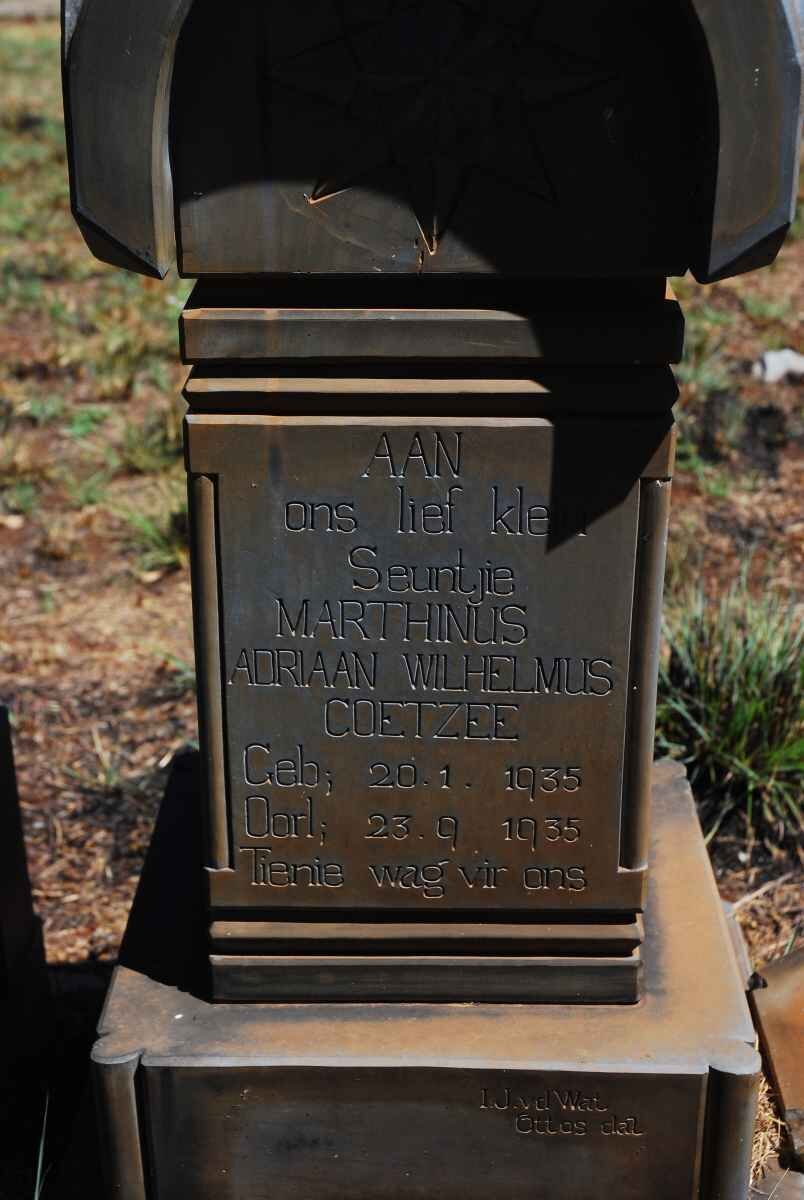 AAN
ons lief klein
Seuntjie
MARTHINUS
ADRIAAN WILHELMUS
COETZEE
Geb; 20.1. 1935
Oorl; 23.9 1935
Tienie wag vir ons
I.J.v.d Wat
Ottos dal